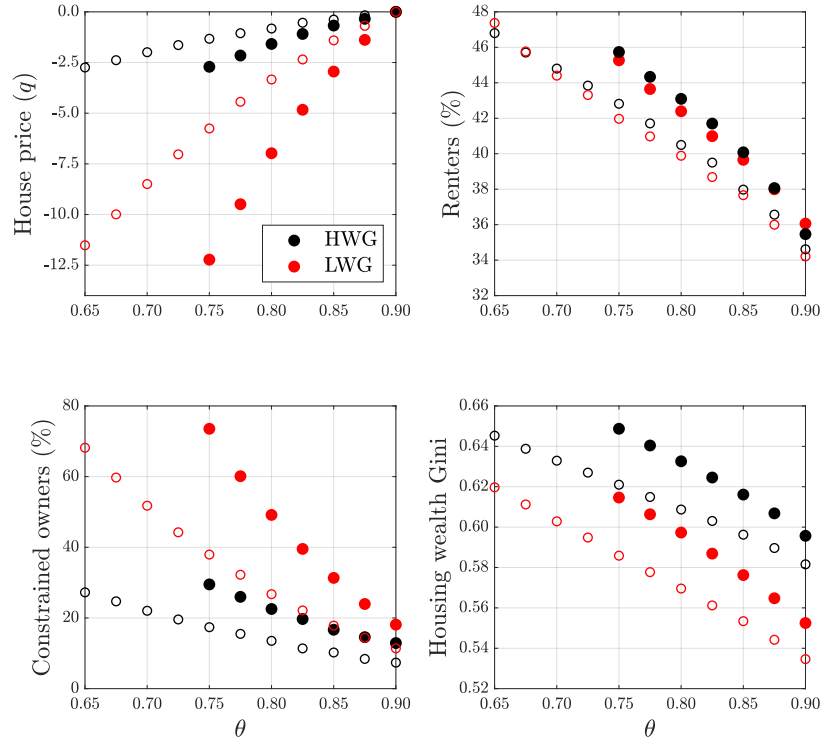 House price (q)
0.0
-2.5
-5.0
-7.5
-10.0
-12.5
0.65 0.70 0.75 0.80 0.85 0.90
HWG
LWG
Renters (%)
46
44
42
40
38
36
34
32
0.65 0.70 0.75 0.80 0.85 0.90
Constrained owners (%)
80
60
40
20
0
0.65 0.70 0.75 0.80 0.85 0.90
θ
Housing wealth Gini
0.66
0.64
0.62
0.60
0.58
0.56
0.54
0.52
0.65 0.70 0.75 0.80 0.85 0.90
θ